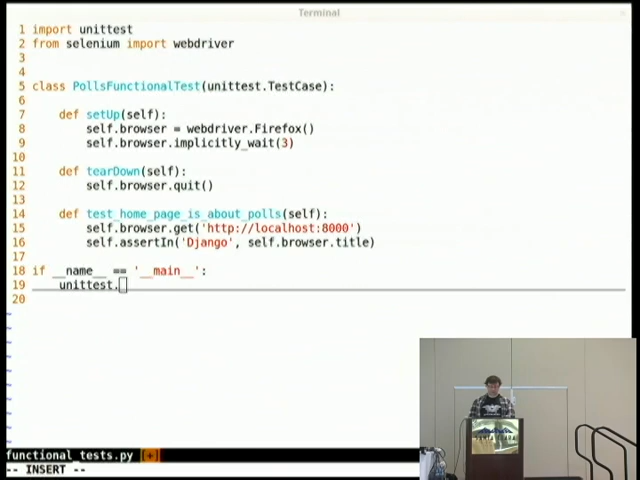 Terminal
1 import unittest
2 from selenium import webdriver
3
4
5 class PollsFunctionalTest(unittest.TestCase):
6
7 def setUp(self):
8 self.browser = webdriver.Firefox()
9 self.browser.implicitly_wait(3)
10
11 def tearDown(self):
12 self.browser.quit()
13
14 def test_home_page_is_about_polls(self):
15 self.browser.get('http://localhost:8000')
16 self.assertIn('Django', self.browser.title)
17
18 if __name__ == '__main__':
19 unittest.
20
~
~
~
~
~
~
~
~
~
~
functional_tests.py [+]
-- INSERT --
SANTA CLARA